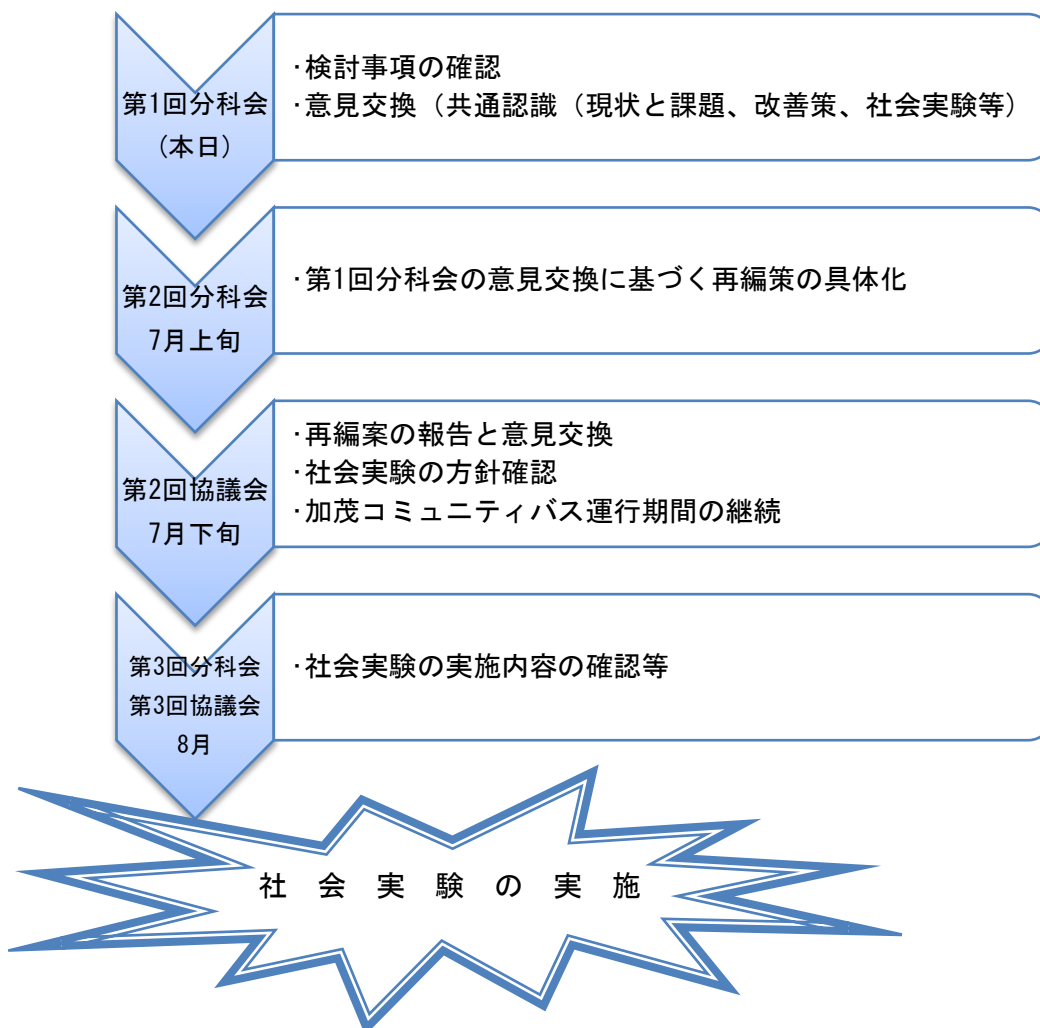 第1回分科会
(本日)
・検討事項の確認
・意見交換（共通認識（現状と課題、改善策、社会実験等）
第2回分科会
7月上旬
・第1回分科会の意見交換に基づく再編策の具体化
第2回協議会
7月下旬
・再編案の報告と意見交換
・社会実験の方針確認
・加茂コミュニティバス運行期間の継続
第3回分科会
第3回協議会
8月
・社会実験の実施内容の確認等
社会実験の実施